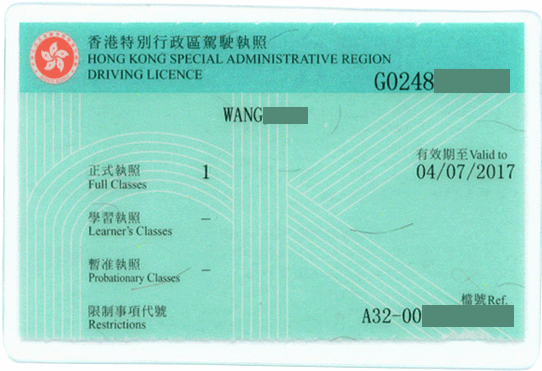 香港特別行政區駕駛執照
HONG KONG SPECIAL ADMINISTRATIVE REGION
DRIVING LICENCE
G0248
WANG
有效期至 Valid to
04/07/2017
正式執照 1
Full Classes
學習執照 –
Learner's Classes
暫准執照 –
Probationary Classes
檔號 Ref.
限制事項代號 A32-00
Restrictions